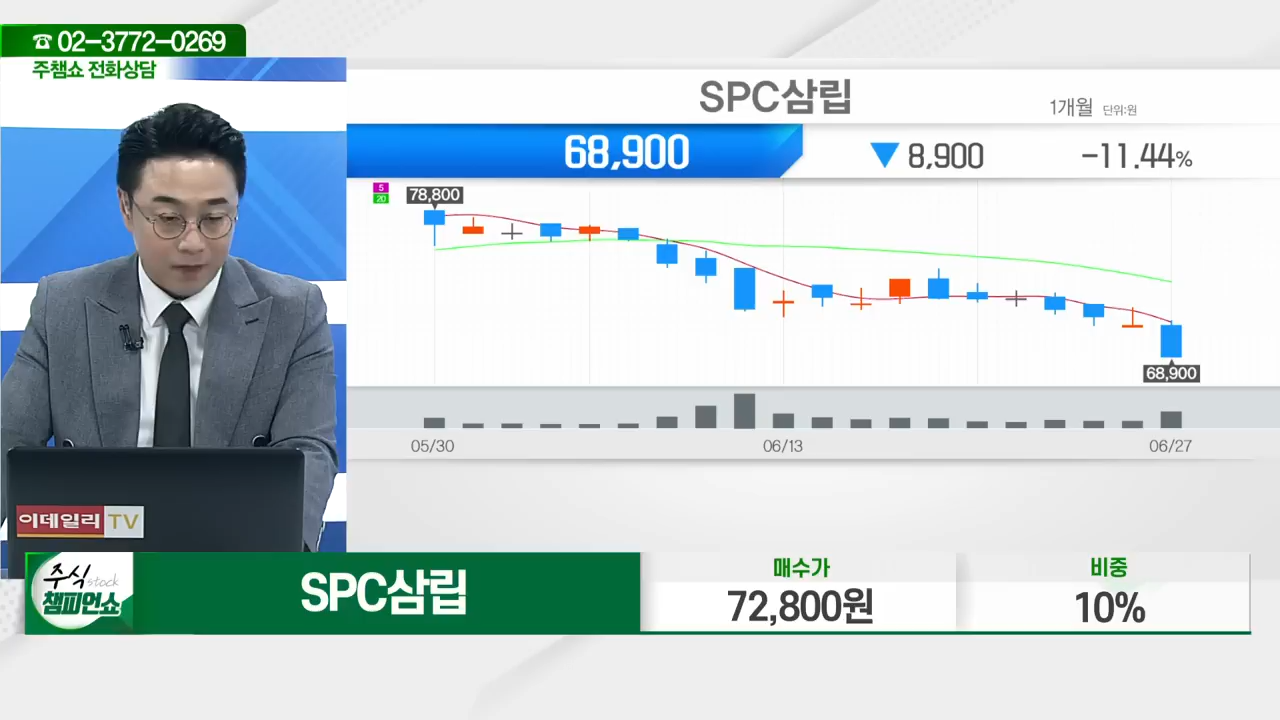 ☎ 02-3772-0269
주챔쇼 전화상담
SPC삼립
1개월 단위:원
68,900 ▼ 8,900 -11.44%
5
20
78,800
68,900
05/30 06/13 06/27
이데일리 TV
주식 stock
챔피언쇼
SPC삼립
매수가
72,800원
비중
10%